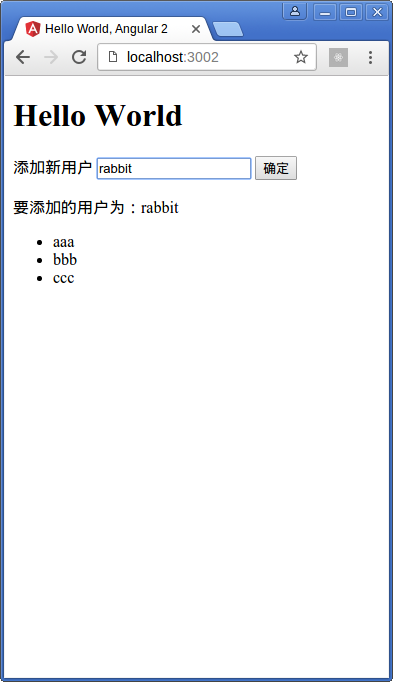 Hello World, Angular 2
localhost:3002
Hello World
添加新用户 rabbit 确定
要添加的用户为：rabbit
aaa
bbb
ccc